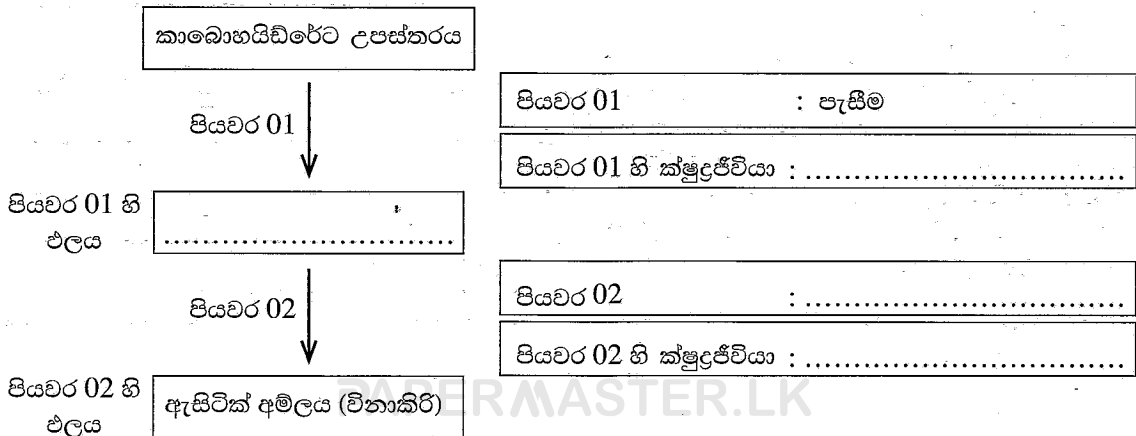 කාබොහයිඩ්රේට උපස්තරය
පියවර 01
පියවර 01 : පැසීම
පියවර 01 හි ක්ෂුද්‍රජීවියා : ................................
පියවර 01 හි
ඵලය
.............................
පියවර 02
පියවර 02 : ................................
පියවර 02 හි ක්ෂුද්‍රජීවියා : ................................
පියවර 02 හි
ඵලය
ඇසිටික් අම්ලය (විනාකිරි)
PAPERMASTER.LK